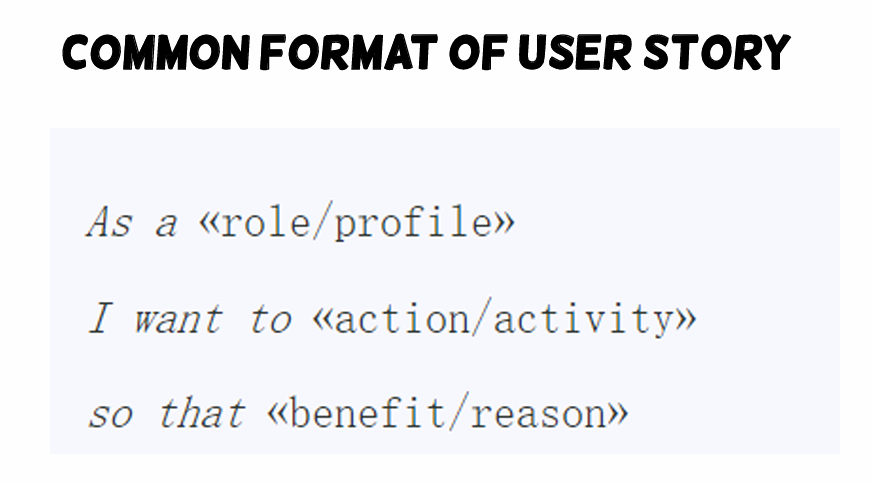 COMMON FORMAT OF USER STORY
As a «role/profile»
I want to «action/activity»
so that «benefit/reason»